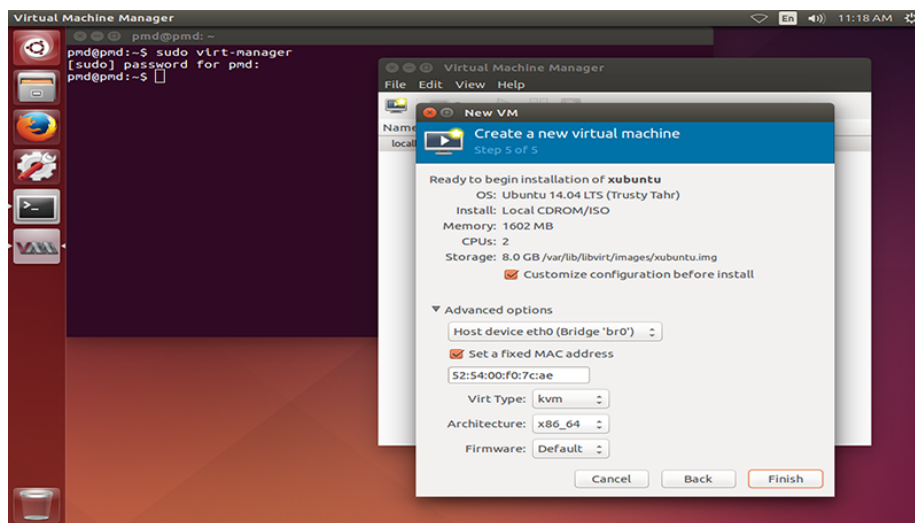 Virtual Machine Manager
En
11:18 AM
pmd@pmd: ~
pmd@pmd:~$ sudo virt-manager
[sudo] password for pmd:
pmd@pmd:~$
Virtual Machine Manager
File Edit View Help
Name
local
New VM
Create a new virtual machine
Step 5 of 5
Ready to begin installation of xubuntu
OS: Ubuntu 14.04 LTS (Trusty Tahr)
Install: Local CDROM/ISO
Memory: 1602 MB
CPUs: 2
Storage: 8.0 GB /var/lib/libvirt/images/xubuntu.img
Customize configuration before install
Advanced options
Host device eth0 (Bridge 'br0')
Set a fixed MAC address
52:54:00:f0:7c:ae
Virt Type: kvm
Architecture: x86_64
Firmware: Default
Cancel Back Finish